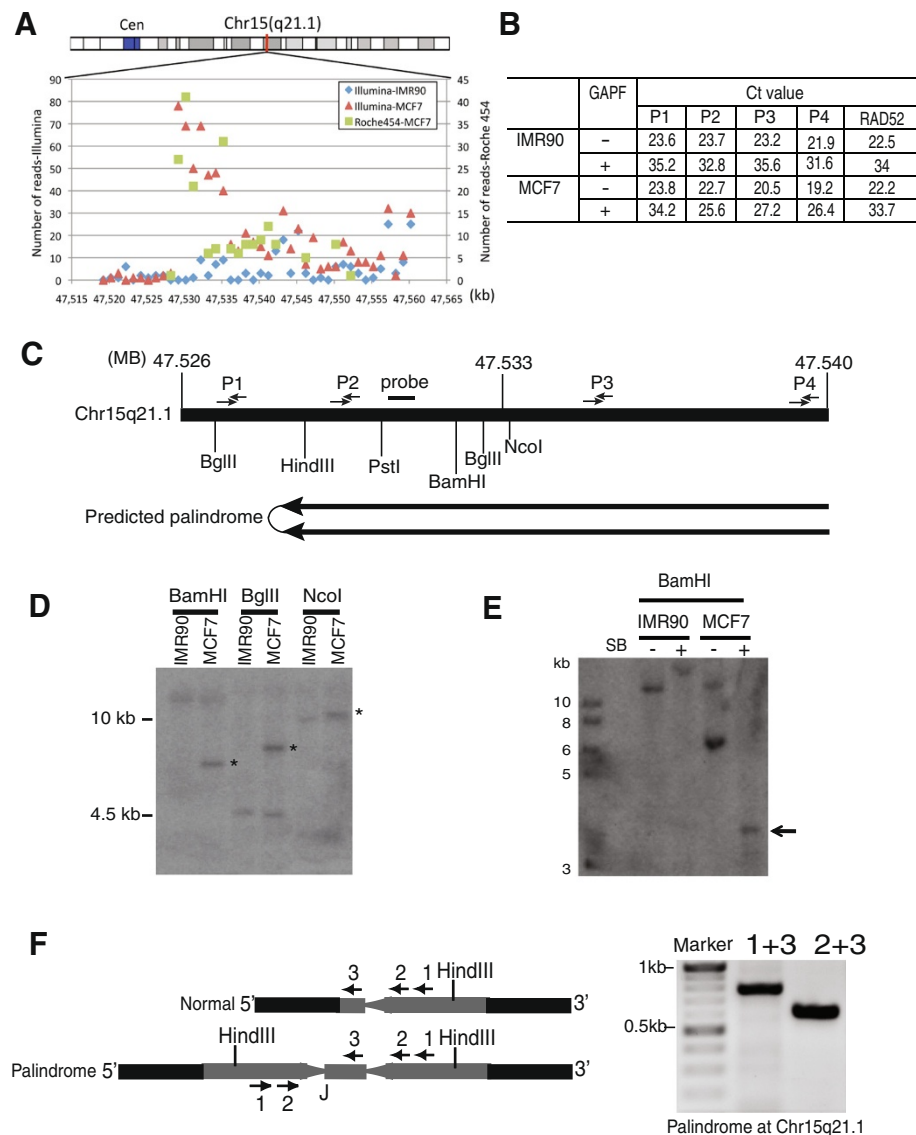 A
Cen
Chr15(q21.1)
90
80
70
60
50
40
30
20
10
0
Number of reads-Illumina
Illumina-IMR90
Illumina-MCF7
Roche454-MCF7
45
40
35
30
25
20
15
10
5
0
Number of reads-Roche 454
47,515 47,520 47,525 47,530 47,535 47,540 47,545 47,550 47,555 47,560 47,565 (kb)
B
GAPF Ct value
P1 P2 P3 P4 RAD52
IMR90 - 23.6 23.7 23.2 21.9 22.5
+ 35.2 32.8 35.6 31.6 34
MCF7 - 23.8 22.7 20.5 19.2 22.2
+ 34.2 25.6 27.2 26.4 33.7
C
(MB) 47.526 47.533 47.540
P1 P2 probe P3 P4
Chr15q21.1
BglII HindIII PstI BamHI BglII NcoI
Predicted palindrome
D
BamHI BglII NcoI
IMR90 MCF7 IMR90 MCF7 IMR90 MCF7
10 kb
4.5 kb
*
*
*
E
BamHI
IMR90 MCF7
SB - + - +
kb
10
8
6
5
3
F
Normal 5' 3 2 1 HindIII 3'
Palindrome 5' HindIII 3 2 1 HindIII 3'
1 2 J
Marker 1+3 2+3
1kb
0.5kb
Palindrome at Chr15q21.1